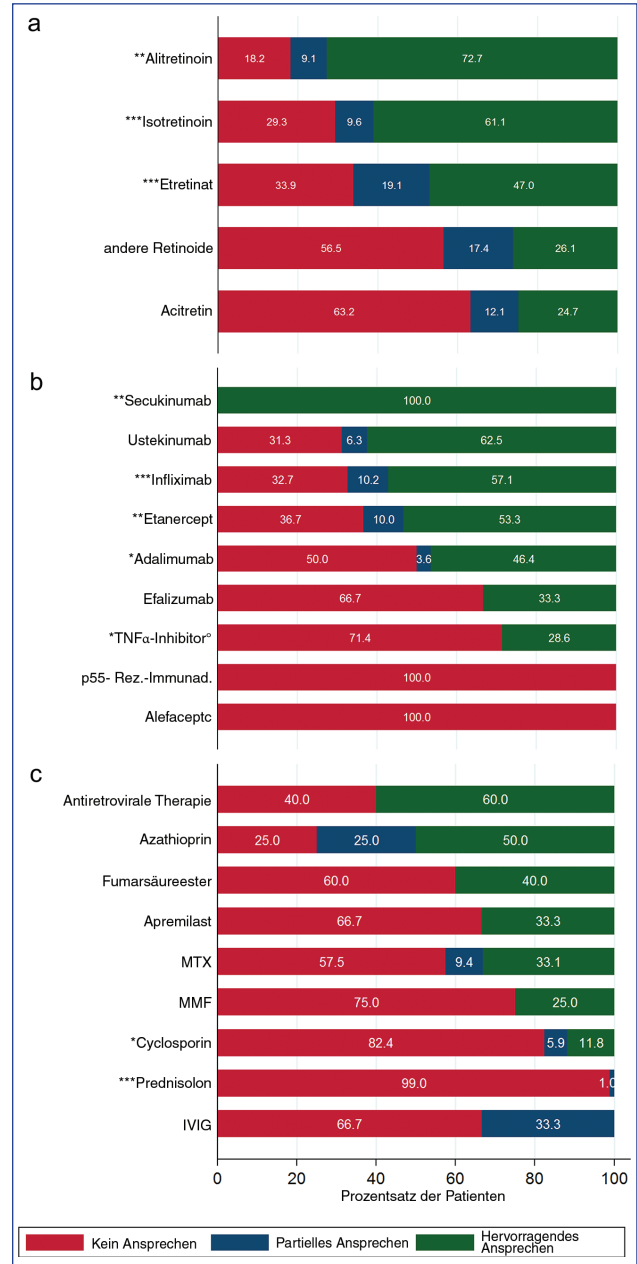 a
**Alitretinoin 18.2 9.1 72.7
***Isotretinoin 29.3 9.6 61.1
***Etretinat 33.9 19.1 47.0
andere Retinoide 56.5 17.4 26.1
Acitretin 63.2 12.1 24.7
b
**Secukinumab 100.0
Ustekinumab 31.3 6.3 62.5
***Infliximab 32.7 10.2 57.1
**Etanercept 36.7 10.0 53.3
*Adalimumab 50.0 3.6 46.4
Efalizumab 66.7 33.3
*TNFα-Inhibitor° 71.4 28.6
p55- Rez.-Immunad. 100.0
Alefaceptc 100.0
c
Antiretrovirale Therapie 40.0 60.0
Azathioprin 25.0 25.0 50.0
Fumarsäureester 60.0 40.0
Apremilast 66.7 33.3
MTX 57.5 9.4 33.1
MMF 75.0 25.0
*Cyclosporin 82.4 5.9 11.8
***Prednisolon 99.0 1.0
IVIG 66.7 33.3
0 20 40 60 80 100
Prozentsatz der Patienten
Kein Ansprechen Partielles Ansprechen Hervorragendes
Ansprechen